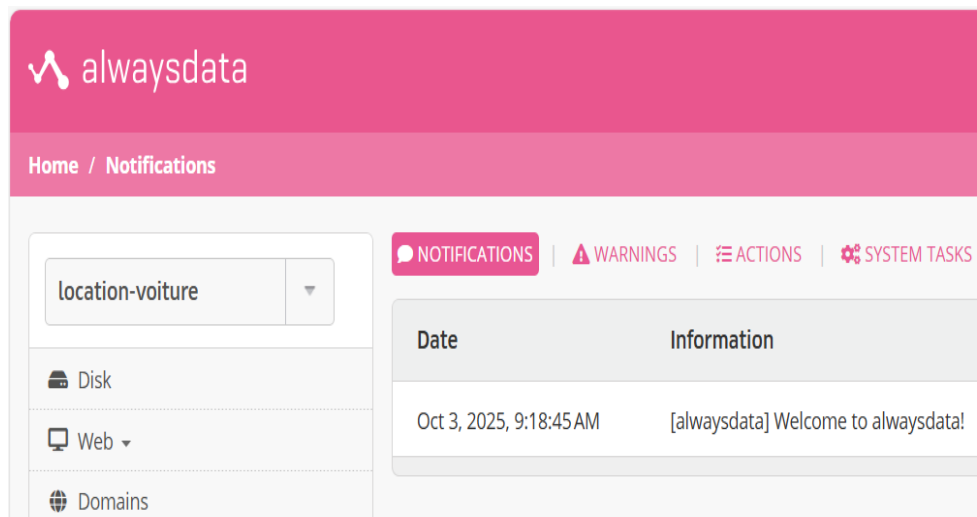 alwaysdata
Home / Notifications
location-voiture
Disk
Web
Domains
NOTIFICATIONS | WARNINGS | ACTIONS | SYSTEM TASKS
Date Information
Oct 3, 2025, 9:18:45 AM [alwaysdata] Welcome to alwaysdata!